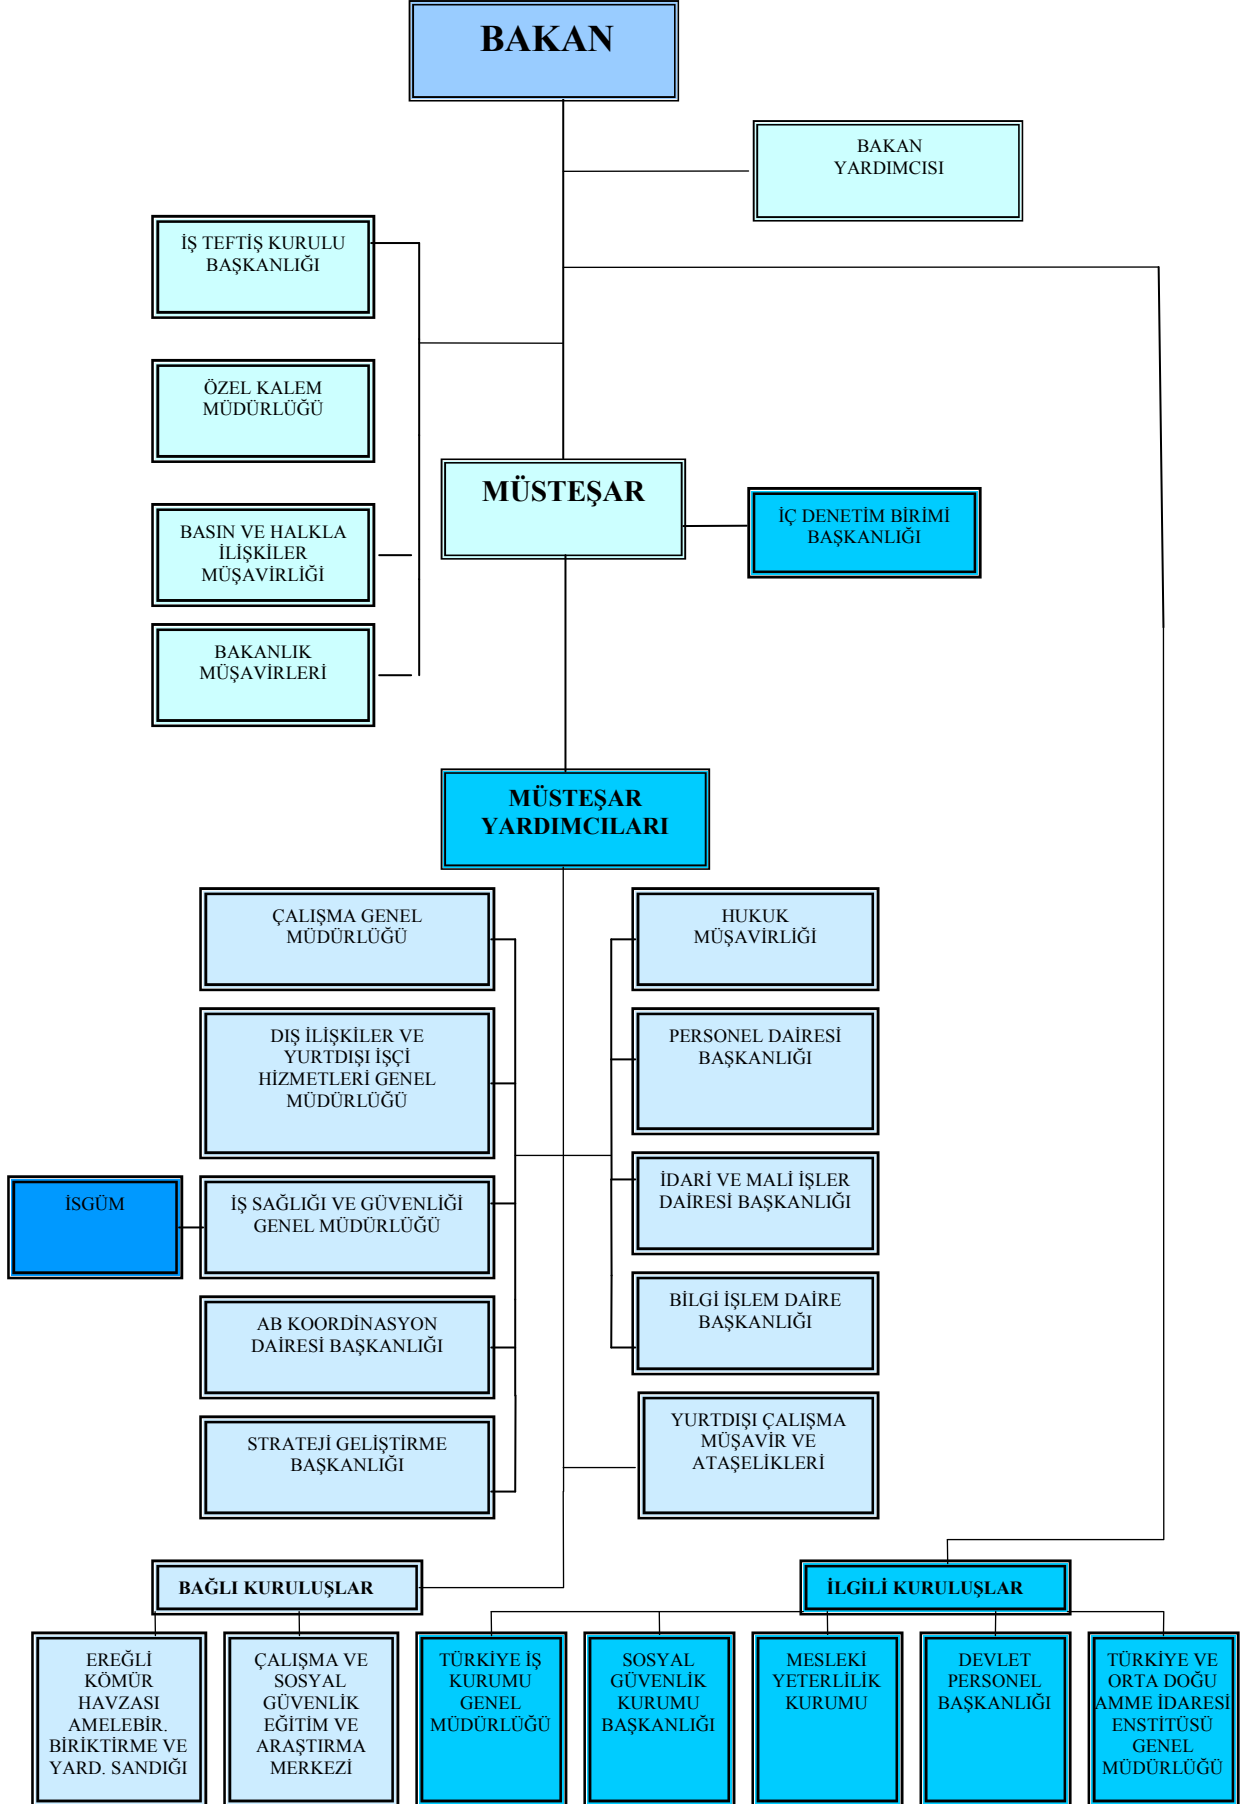 BAKAN
BAKAN
YARDIMCISI
İŞ TEFTİŞ KURULU
BAŞKANLIĞI
ÖZEL KALEM
MÜDÜRLÜĞÜ
MÜSTEŞAR
İÇ DENETİM BİRİMİ
BAŞKANLIĞI
BASIN VE HALKLA
İLİŞKİLER
MÜŞAVİRLİĞİ
BAKANLIK
MÜŞAVİRLERİ
MÜSTEŞAR
YARDIMCILARI
ÇALIŞMA GENEL
MÜDÜRLÜĞÜ
HUKUK
MÜŞAVİRLİĞİ
DIŞ İLİŞKİLER VE
YURTDIŞI İŞÇİ
HİZMETLERİ GENEL
MÜDÜRLÜĞÜ
PERSONEL DAİRESİ
BAŞKANLIĞI
İSGÜM
İŞ SAĞLIĞI VE GÜVENLİĞİ
GENEL MÜDÜRLÜĞÜ
İDARİ VE MALİ İŞLER
DAİRESİ BAŞKANLIĞI
AB KOORDİNASYON
DAİRESİ BAŞKANLIĞI
BİLGİ İŞLEM DAİRE
BAŞKANLIĞI
STRATEJİ GELİŞTİRME
BAŞKANLIĞI
YURTDIŞI ÇALIŞMA
MÜŞAVİR VE
ATAŞELİKLERİ
BAĞLI KURULUŞLAR
İLGİLİ KURULUŞLAR
EREĞLİ
KÖMÜR
HAVZASI
AMELEBİR.
BİRİKTİRME VE
YARD. SANDIĞI
ÇALIŞMA VE
SOSYAL
GÜVENLİK
EĞİTİM VE
ARAŞTIRMA
MERKEZİ
TÜRKİYE İŞ
KURUMU
GENEL
MÜDÜRLÜĞÜ
SOSYAL
GÜVENLİK
KURUMU
BAŞKANLIĞI
MESLEKİ
YETERLİLİK
KURUMU
DEVLET
PERSONEL
BAŞKANLIĞI
TÜRKİYE VE
ORTA DOĞU
AMME İDARESİ
ENSTİTÜSÜ
GENEL
MÜDÜRLÜĞÜ